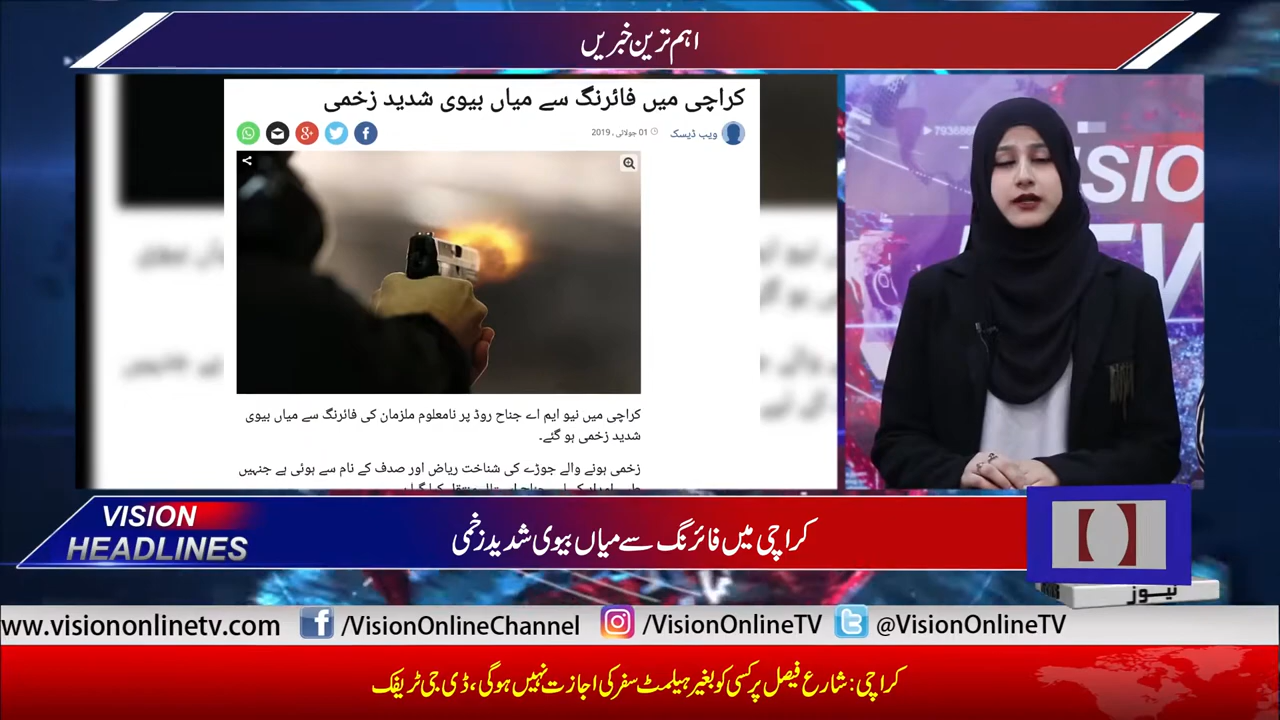 اہم ترین خبریں
کراچی میں فائرنگ سے میاں بیوی شدید زخمی
ویب ڈیسک
01 جولائی ، 2019
کراچی میں نیو ایم اے جناح روڈ پر نامعلوم ملزمان کی فائرنگ سے میاں بیوی
شدید زخمی ہو گئے۔
زخمی ہونے والے جوڑے کی شناخت ریاض اور صدف کے نام سے ہوئی ہے جنہیں
VISION
HEADLINES
کراچی میں فائرنگ سے میاں بیوی شدید زخمی
نیوز
www.visiononlinetv.com
/VisionOnlineChannel
/VisionOnlineTV
@VisionOnlineTV
کراچی: شارع فیصل پر کسی کو بغیر ہیلمٹ سفر کی اجازت نہیں ہوگی، ڈی جی ٹریفک